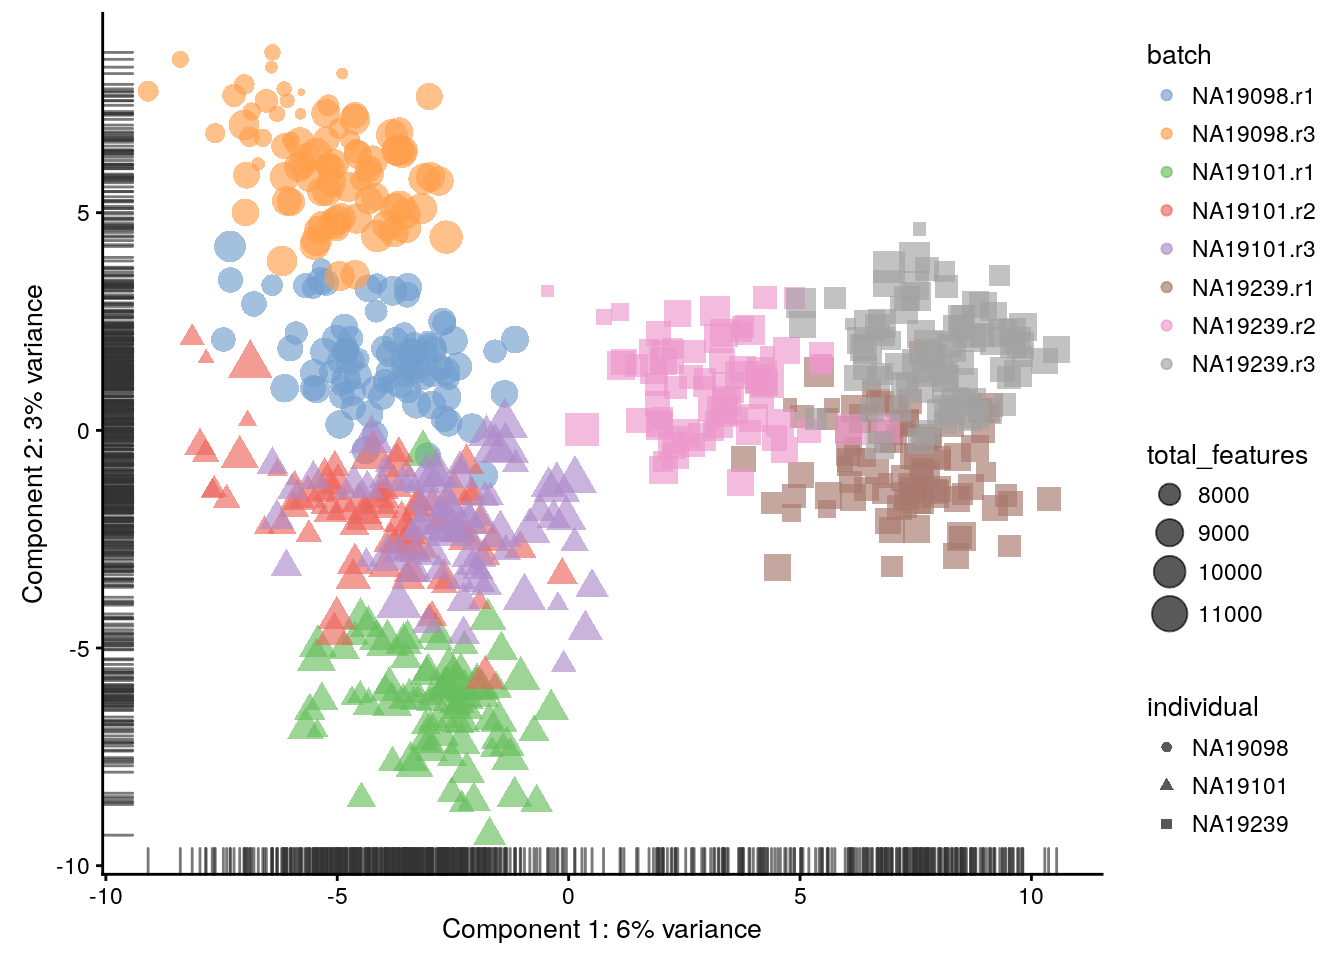 5
0
-5
-10
Component 2: 3% variance
-10
-5
0
5
10
Component 1: 6% variance
batch
NA19098.r1
NA19098.r3
NA19101.r1
NA19101.r2
NA19101.r3
NA19239.r1
NA19239.r2
NA19239.r3
total_features
8000
9000
10000
11000
individual
NA19098
NA19101
NA19239